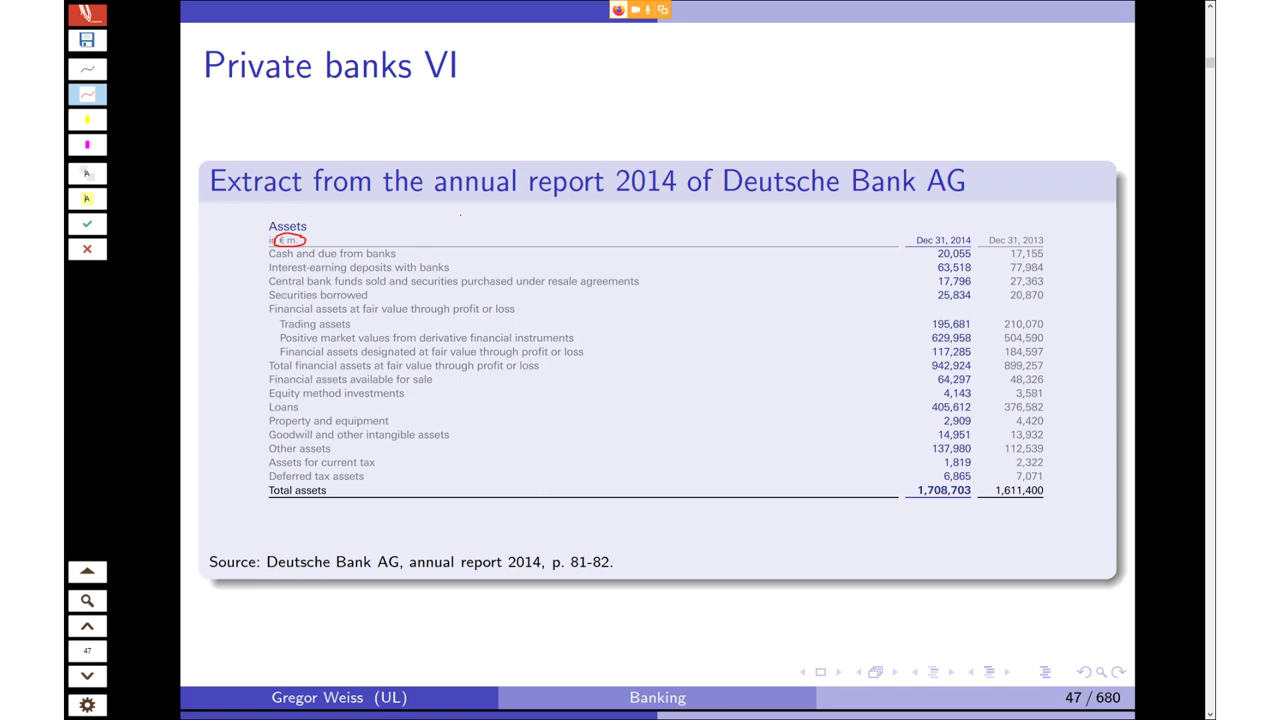 Private banks VI
Extract from the annual report 2014 of Deutsche Bank AG
Assets
in € m. Dec 31, 2014 Dec 31, 2013
Cash and due from banks 20,055 17,155
Interest-earning deposits with banks 63,518 77,984
Central bank funds sold and securities purchased under resale agreements 17,796 27,363
Securities borrowed 25,834 20,870
Financial assets at fair value through profit or loss
Trading assets 195,681 210,070
Positive market values from derivative financial instruments 629,958 504,590
Financial assets designated at fair value through profit or loss 117,285 184,597
Total financial assets at fair value through profit or loss 942,924 899,257
Financial assets available for sale 64,297 48,326
Equity method investments 4,143 3,581
Loans 405,612 376,582
Property and equipment 2,909 4,420
Goodwill and other intangible assets 14,951 13,932
Other assets 137,980 112,539
Assets for current tax 1,819 2,322
Deferred tax assets 6,865 7,071
Total assets 1,708,703 1,611,400
Source: Deutsche Bank AG, annual report 2014, p. 81-82.
47
Gregor Weiss (UL) Banking 47 / 680